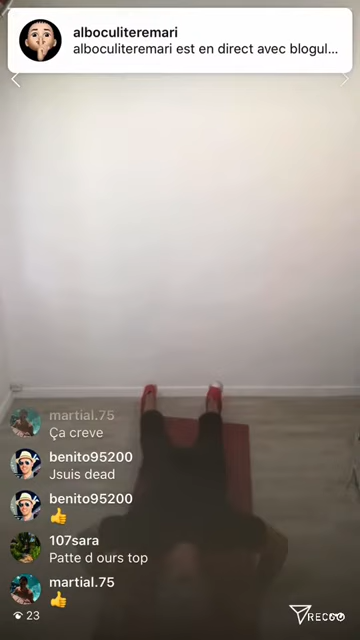 alboculiteremari
alboculiteremari est en direct avec blogul...
martial.75
Ça creve
benito95200
Jsuis dead
benito95200
👍
107sara
Patte d ours top
martial.75
👍
23
RECGO